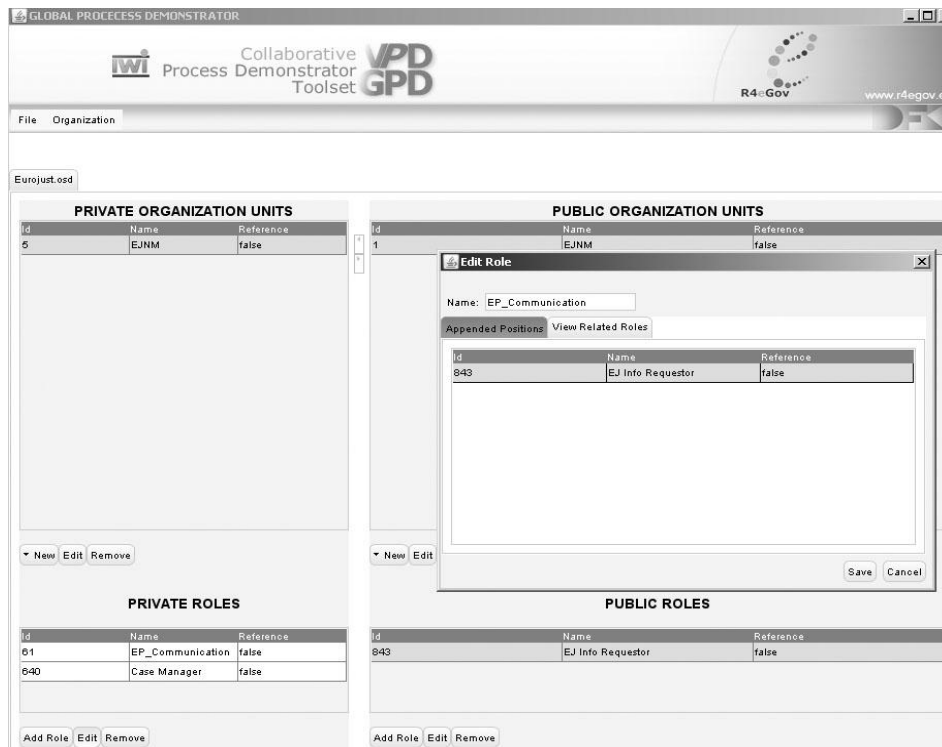 GLOBAL PROCECESS DEMONSTRATOR
iwi
Collaborative
Process Demonstrator
Toolset
VPD
GPD
R4eGov
www.r4egov.e
File Organization
DFK
Eurojust.osd
PRIVATE ORGANIZATION UNITS
Id Name Reference
5 EJNM false
PUBLIC ORGANIZATION UNITS
Id Name Reference
1 EJNM false
Edit Role
Name: EP_Communication
Appended Positions View Related Roles
Id Name Reference
843 EJ Info Requestor false
Save Cancel
New Edit Remove
New Edit
PRIVATE ROLES
Id Name Reference
61 EP_Communication false
640 Case Manager false
Add Role Edit Remove
PUBLIC ROLES
Id Name Reference
843 EJ Info Requestor false
Add Role Edit Remove